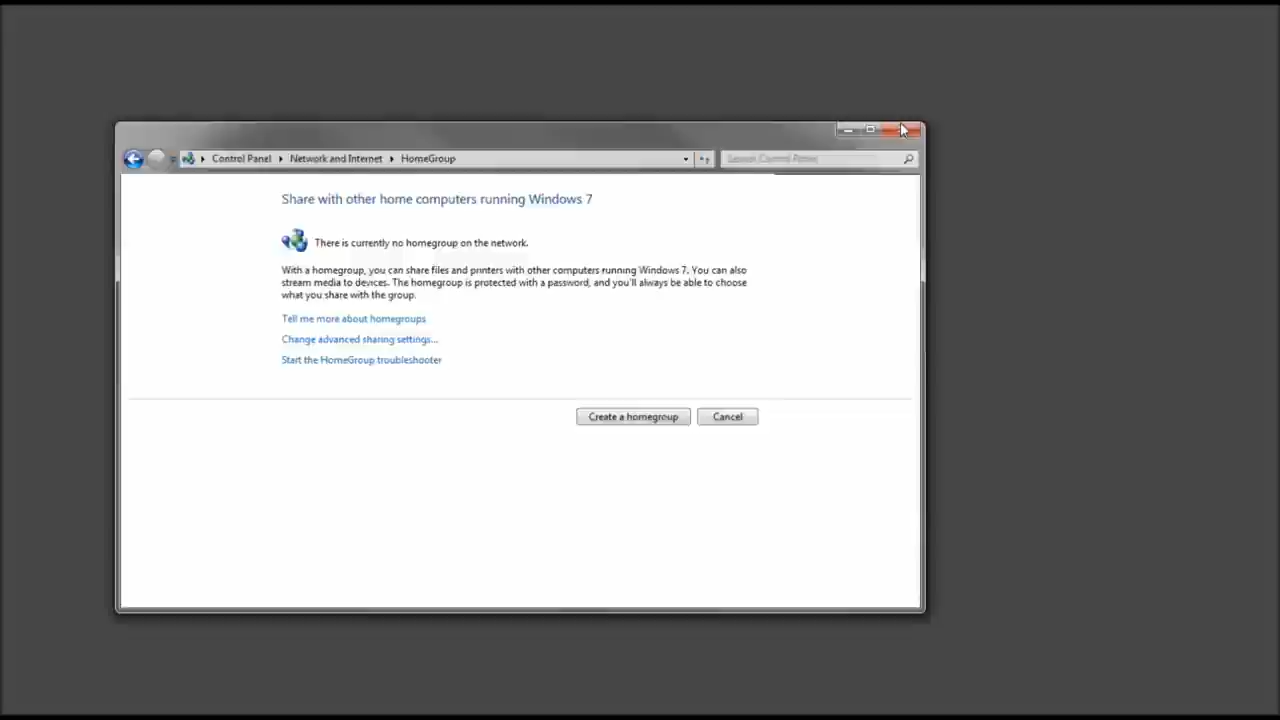 Control Panel Network and Internet HomeGroup Search Control Panel
Share with other home computers running Windows 7
There is currently no homegroup on the network.
With a homegroup, you can share files and printers with other computers running Windows 7. You can also
stream media to devices. The homegroup is protected with a password, and you'll always be able to choose
what you share with the group.
Tell me more about homegroups
Change advanced sharing settings...
Start the HomeGroup troubleshooter
Create a homegroup Cancel